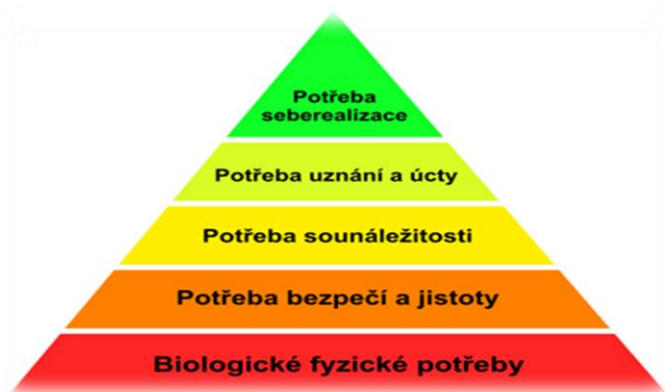 Potřeba
seberealizace
Potřeba uznání a úcty
Potřeba sounáležitosti
Potřeba bezpečí a jistoty
Biologické fyzické potřeby